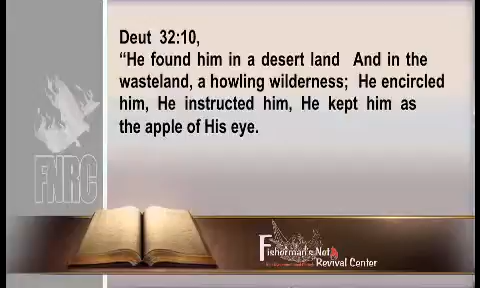 Deut 32:10,
“He found him in a desert land And in the
wasteland, a howling wilderness; He encircled
him, He instructed him, He kept him as
the apple of His eye.
FNRC
Fisherman's Net
Revival Center